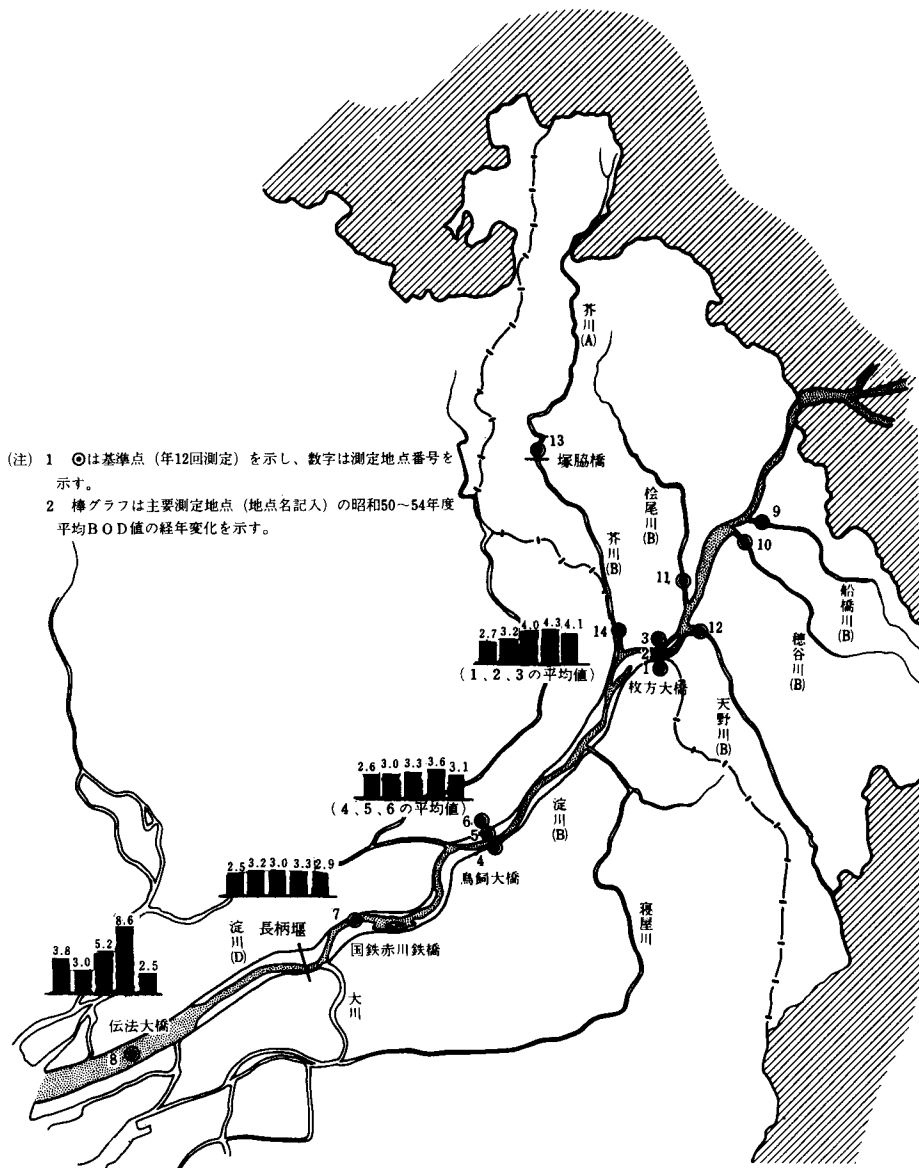 芥川(A)
(注) 1 ◎は基準点(年12回測定)を示し、数字は測定地点番号を
示す。
2 棒グラフは主要測定地点(地点名記入)の昭和50~54年度
平均BOD値の経年変化を示す。
13
塚脇橋
桧尾川(B)
芥川(B)
9
10
船橋川(B)
穂谷川(B)
11
12
14
3
2
1
枚方大橋
天野川(B)
2.7 3.2 4.0 4.3 4.1
(1、2、3の平均値)
2.6 3.0 3.3 3.6 3.1
(4、5、6の平均値)
淀川(B)
6
5
4
鳥飼大橋
寝屋川
2.5 3.2 3.0 3.3 2.9
7
国鉄赤川鉄橋
淀川(D)
長柄堰
大川
3.8 3.0 5.2 8.6 2.5
伝法大橋
8